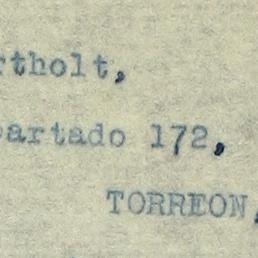 rtholt,
partado 172,
TORREON,